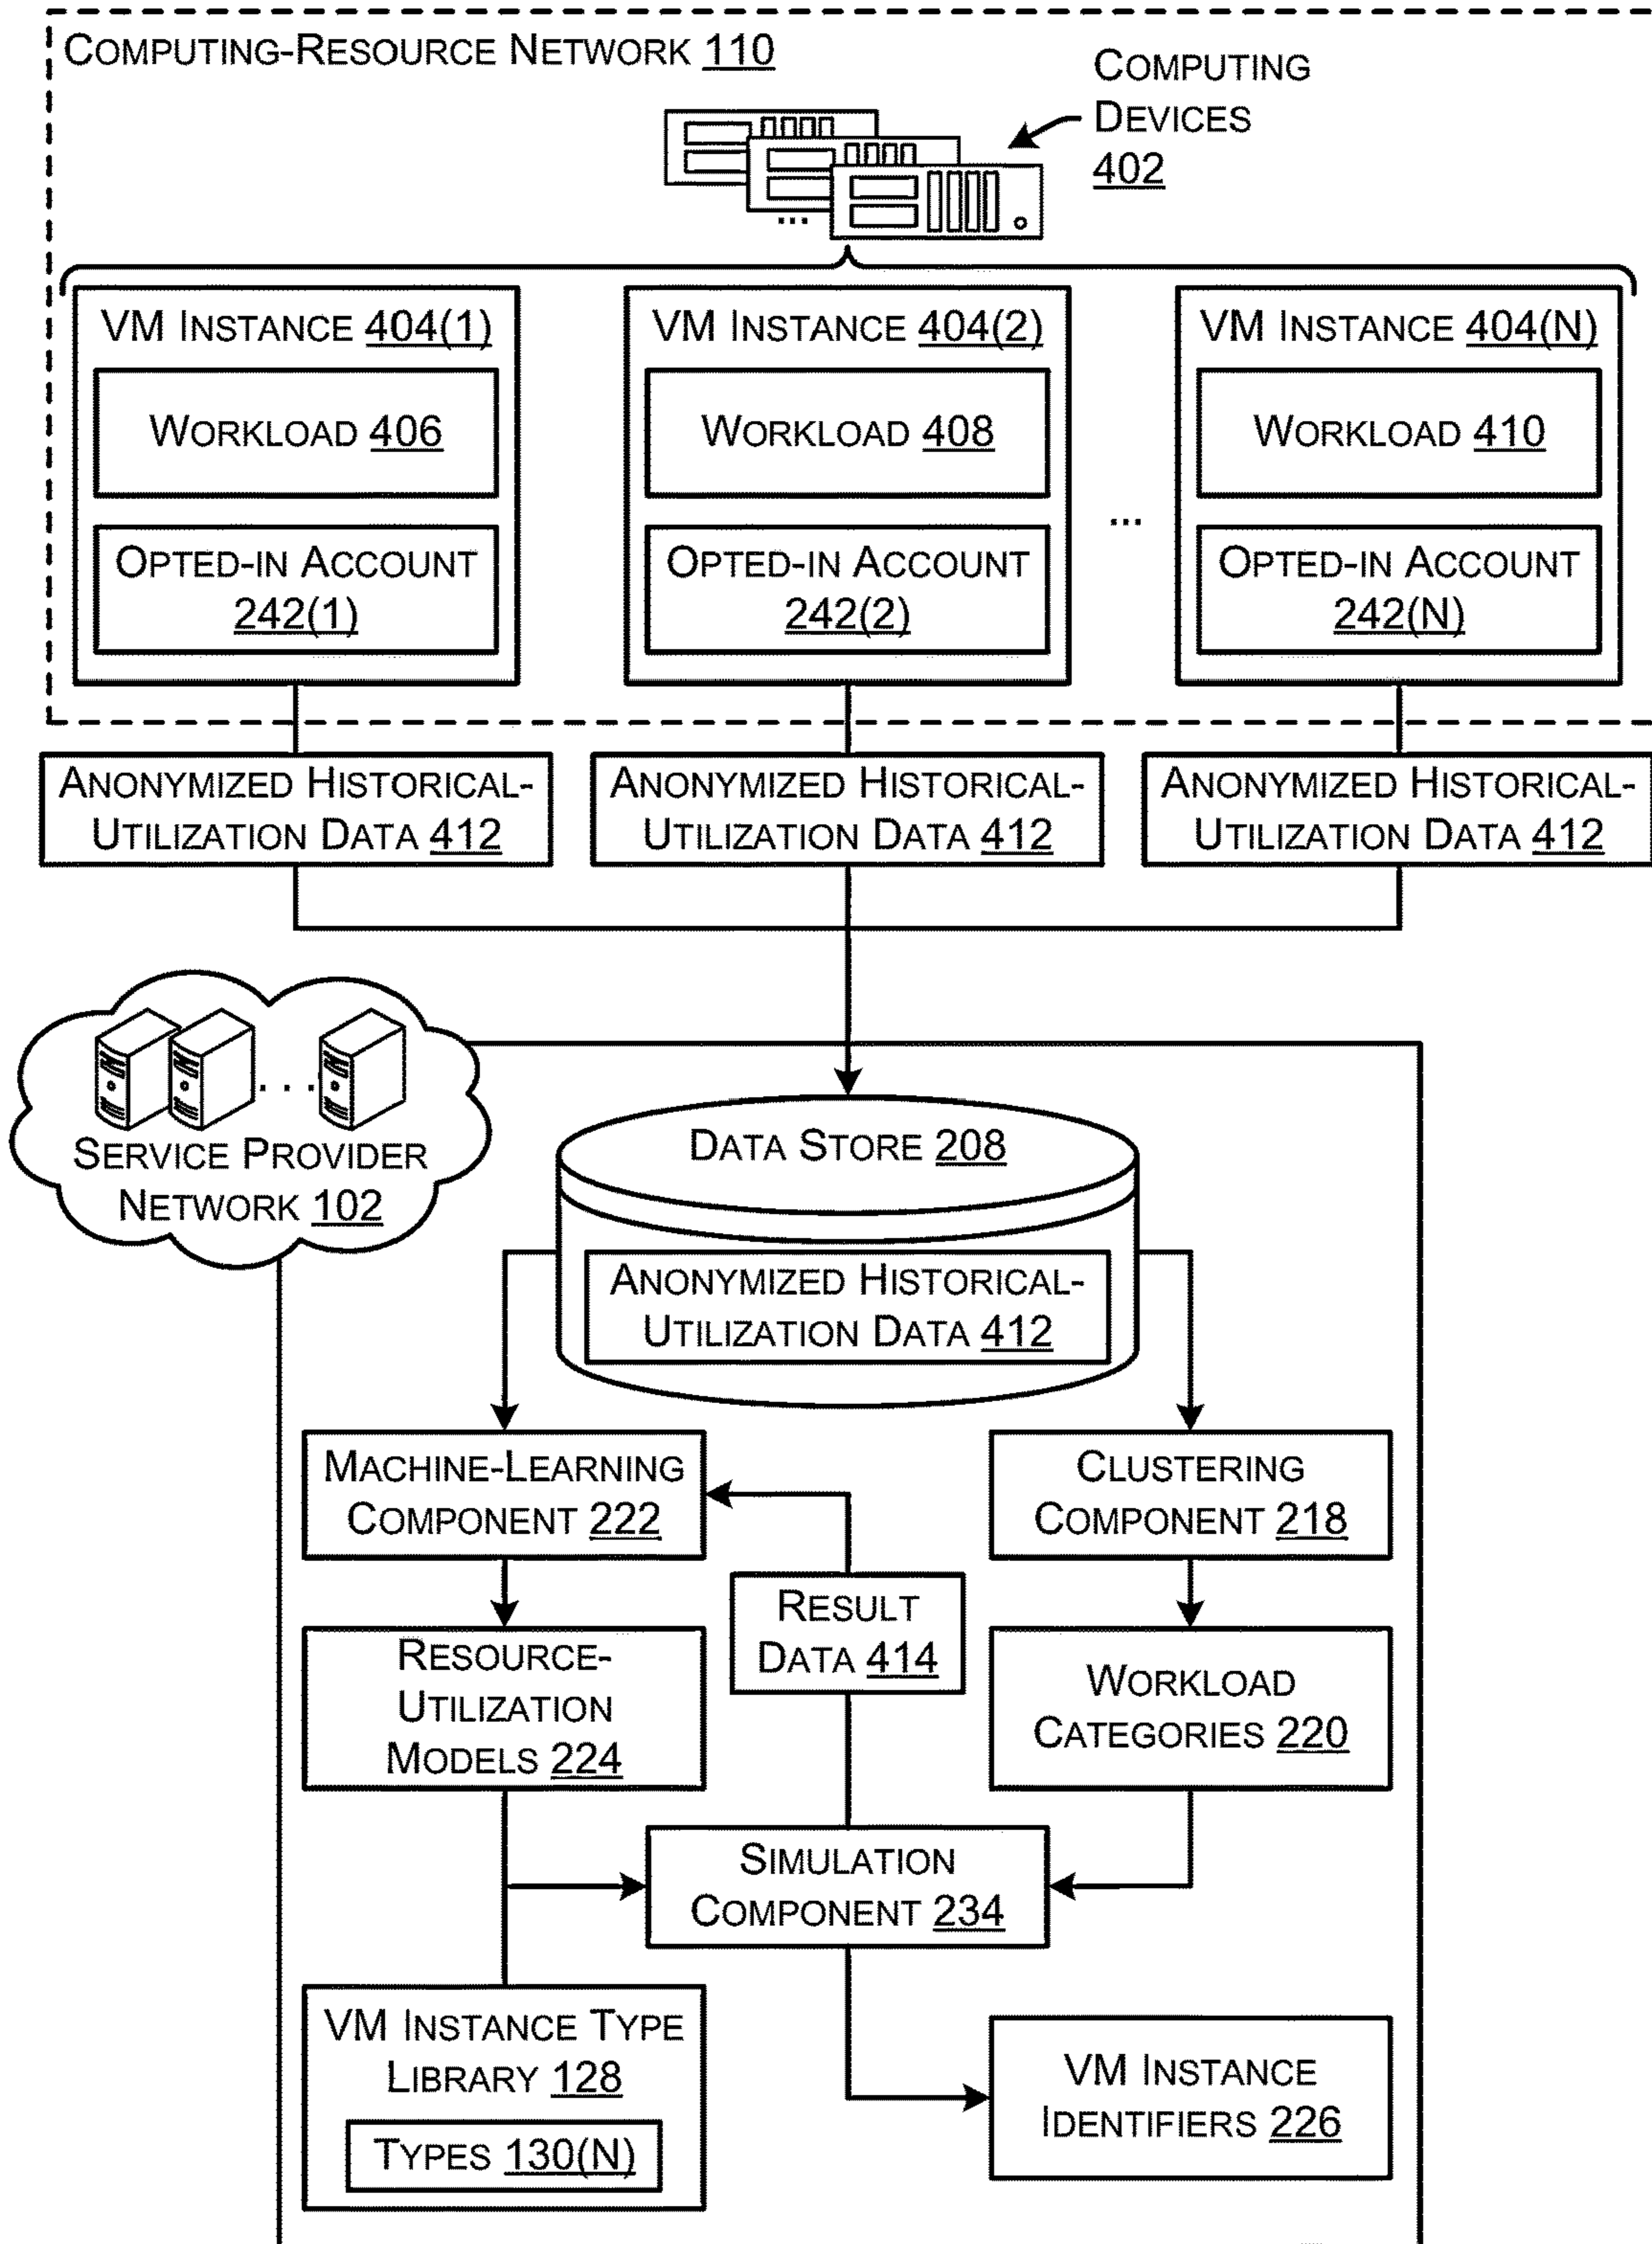 COMPUTING-RESOURCE NETWORK 110
COMPUTING
DEVICES
402
...
VM INSTANCE 404(1)
WORKLOAD 406
OPTED-IN ACCOUNT
242(1)
VM INSTANCE 404(2)
WORKLOAD 408
OPTED-IN ACCOUNT
242(2)
...
VM INSTANCE 404(N)
WORKLOAD 410
OPTED-IN ACCOUNT
242(N)
ANONYMIZED HISTORICAL-
UTILIZATION DATA 412
ANONYMIZED HISTORICAL-
UTILIZATION DATA 412
ANONYMIZED HISTORICAL-
UTILIZATION DATA 412
. . .
SERVICE PROVIDER
NETWORK 102
DATA STORE 208
ANONYMIZED HISTORICAL-
UTILIZATION DATA 412
MACHINE-LEARNING
COMPONENT 222
CLUSTERING
COMPONENT 218
RESULT
DATA 414
RESOURCE-
UTILIZATION
MODELS 224
WORKLOAD
CATEGORIES 220
SIMULATION
COMPONENT 234
VM INSTANCE TYPE
LIBRARY 128
TYPES 130(N)
VM INSTANCE
IDENTIFIERS 226